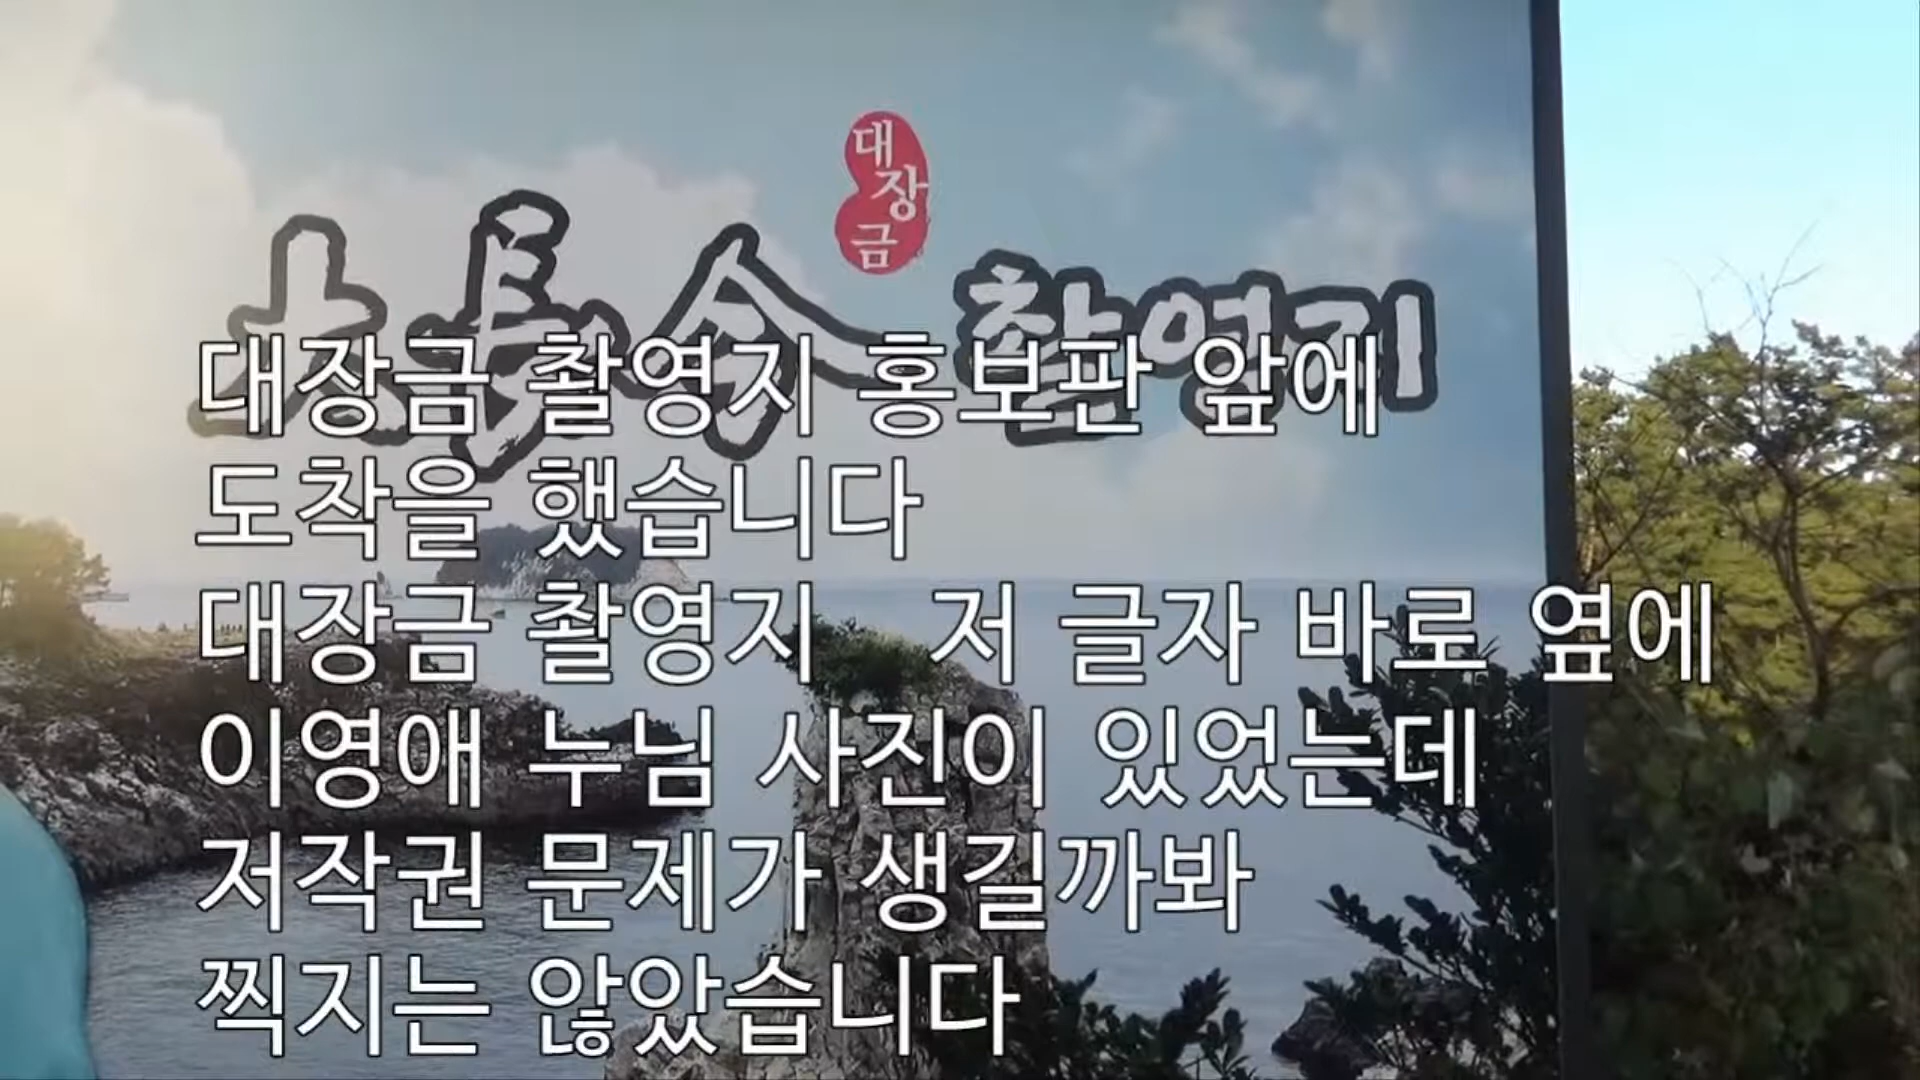 대
장
금
大長今 촬영지
대장금 촬영지 홍보판 앞에
도착을 했습니다
대장금 촬영지 저 글자 바로 옆에
이영애 누님 사진이 있었는데
저작권 문제가 생길까봐
찍지는 않았습니다